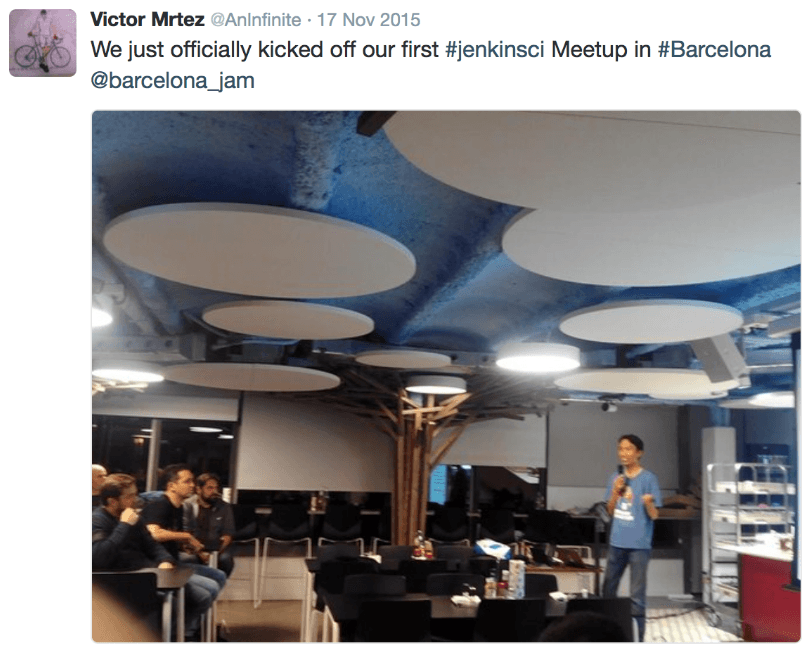 Victor Mrtez @AnInfinite · 17 Nov 2015
We just officially kicked off our first #jenkinsci Meetup in #Barcelona
@barcelona_jam